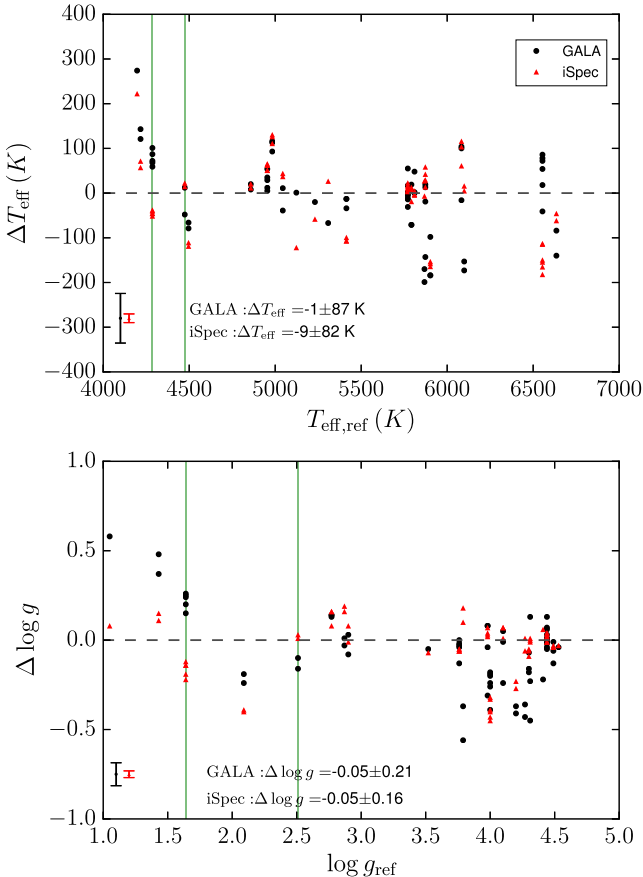 400
300
200
100
0
−100
−200
−300
−400
ΔT_eff (K)
GALA
iSpec
GALA :ΔT_eff =-1±87 K
iSpec :ΔT_eff =-9±82 K
4000 4500 5000 5500 6000 6500 7000
T_eff,ref (K)
1.0
0.5
0.0
−0.5
−1.0
Δ log g
GALA :Δ log g =-0.05±0.21
iSpec :Δ log g =-0.05±0.16
1.0 1.5 2.0 2.5 3.0 3.5 4.0 4.5 5.0
log g_ref